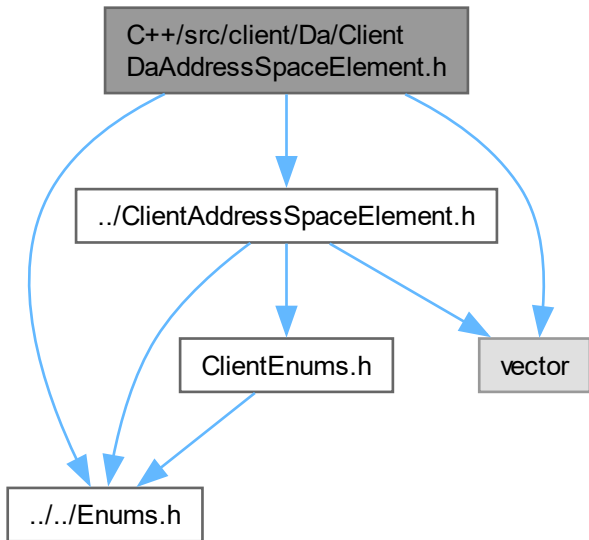 C++/src/client/Da/Client
DaAddressSpaceElement.h
../ClientAddressSpaceElement.h
ClientEnums.h
vector
../../Enums.h